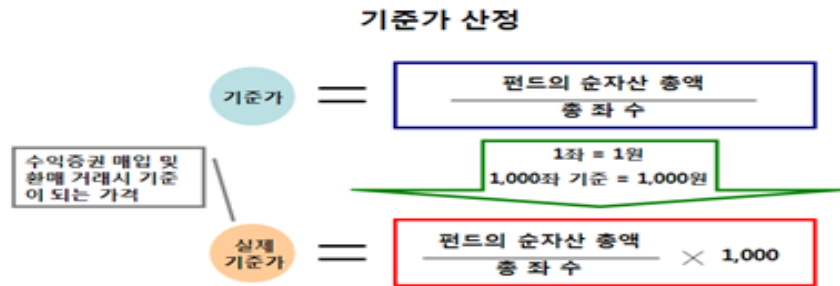 기준가 산정
기준가
=
펀드의 순자산 총액
총 좌 수
1좌 = 1원
1,000좌 기준 = 1,000원
수익증권 매입 및
환매 거래시 기준
이 되는 가격
실제
기준가
=
펀드의 순자산 총액
총 좌 수
× 1,000